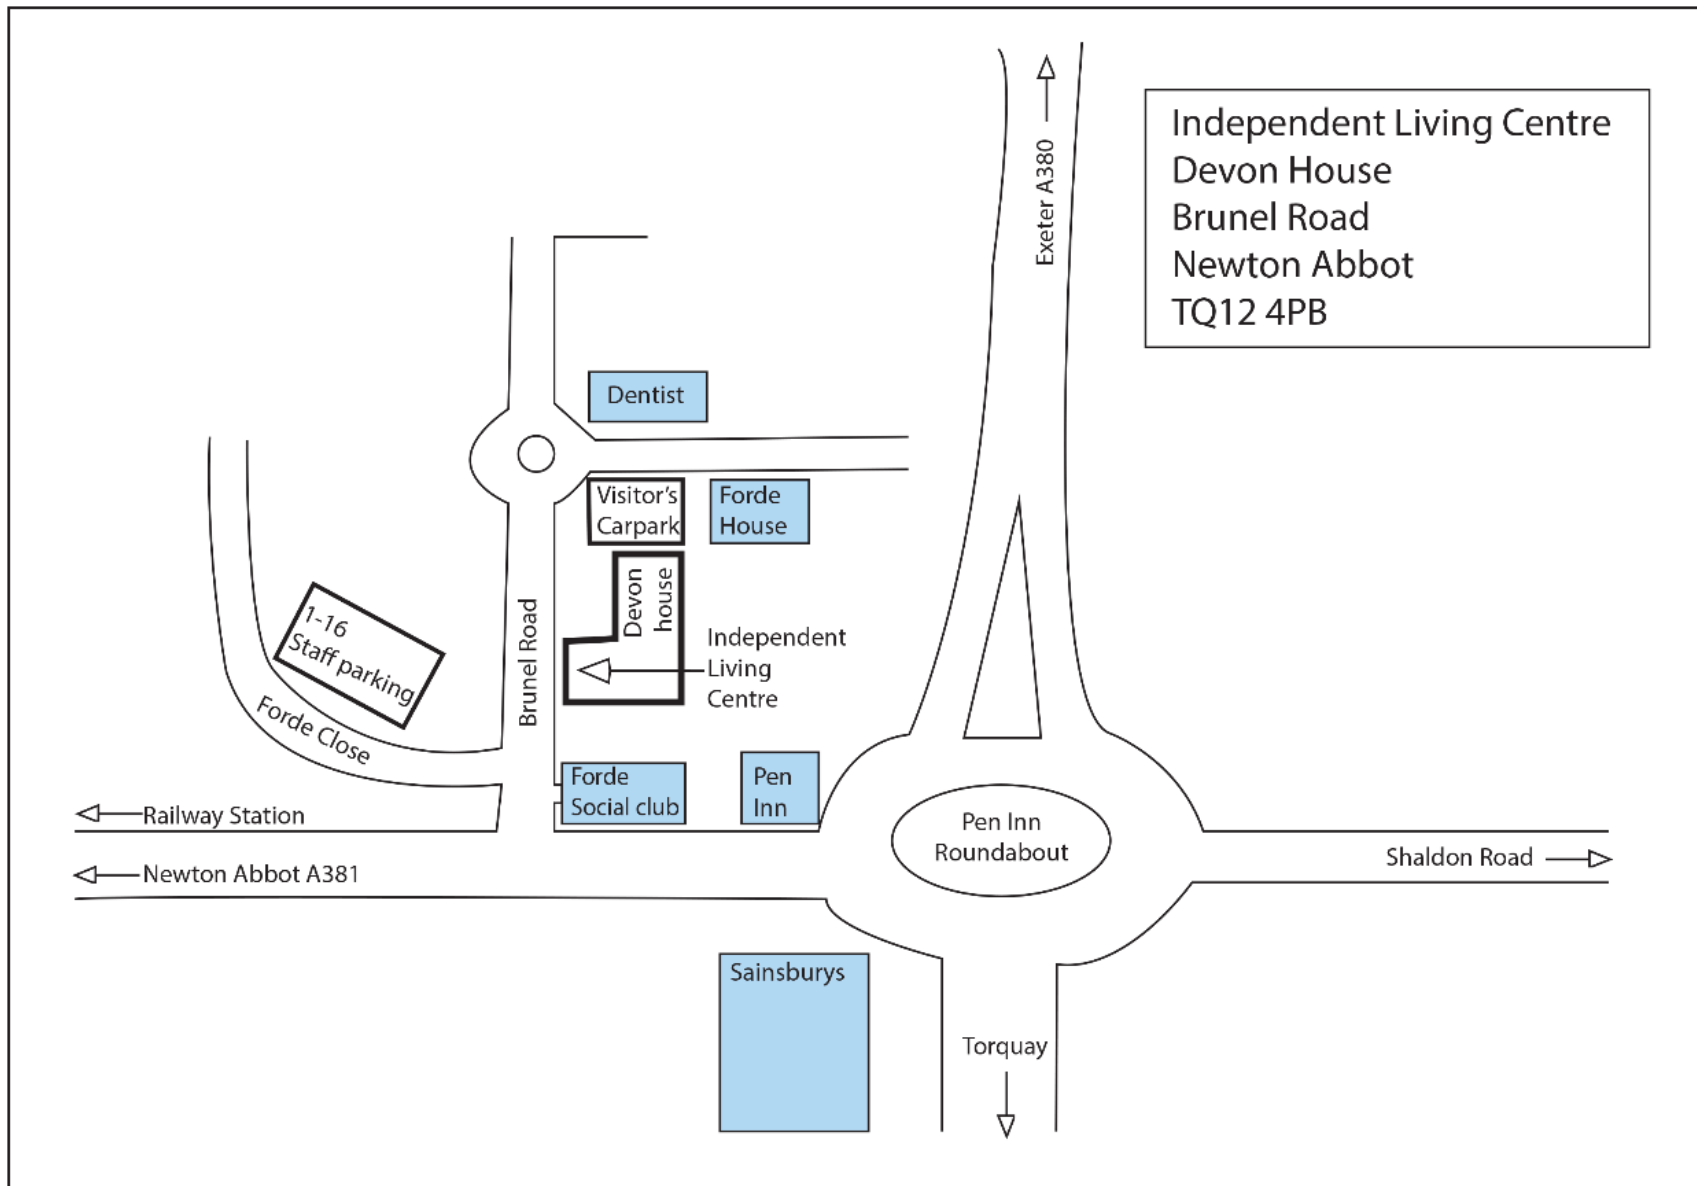 Independent Living Centre
Devon House
Brunel Road
Newton Abbot
TQ12 4PB
Exeter A380
Dentist
Visitor's
Carpark
Forde
House
Devon
house
1-16
Staff parking
Brunel Road
Independent
Living
Centre
Forde Close
Forde
Social club
Pen
Inn
Railway Station
Pen Inn
Roundabout
Newton Abbot A381
Shaldon Road
Sainsburys
Torquay